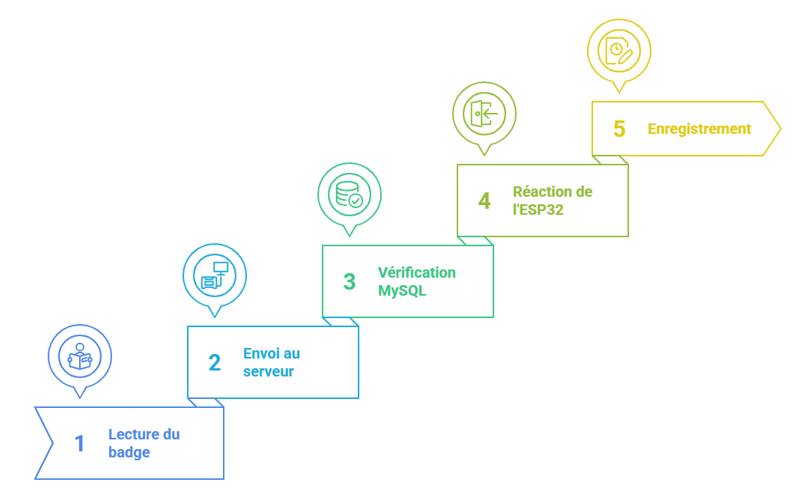 1
Lecture du
badge
2
Envoi au
serveur
3
Vérification
MySQL
4
Réaction de
l'ESP32
5
Enregistrement